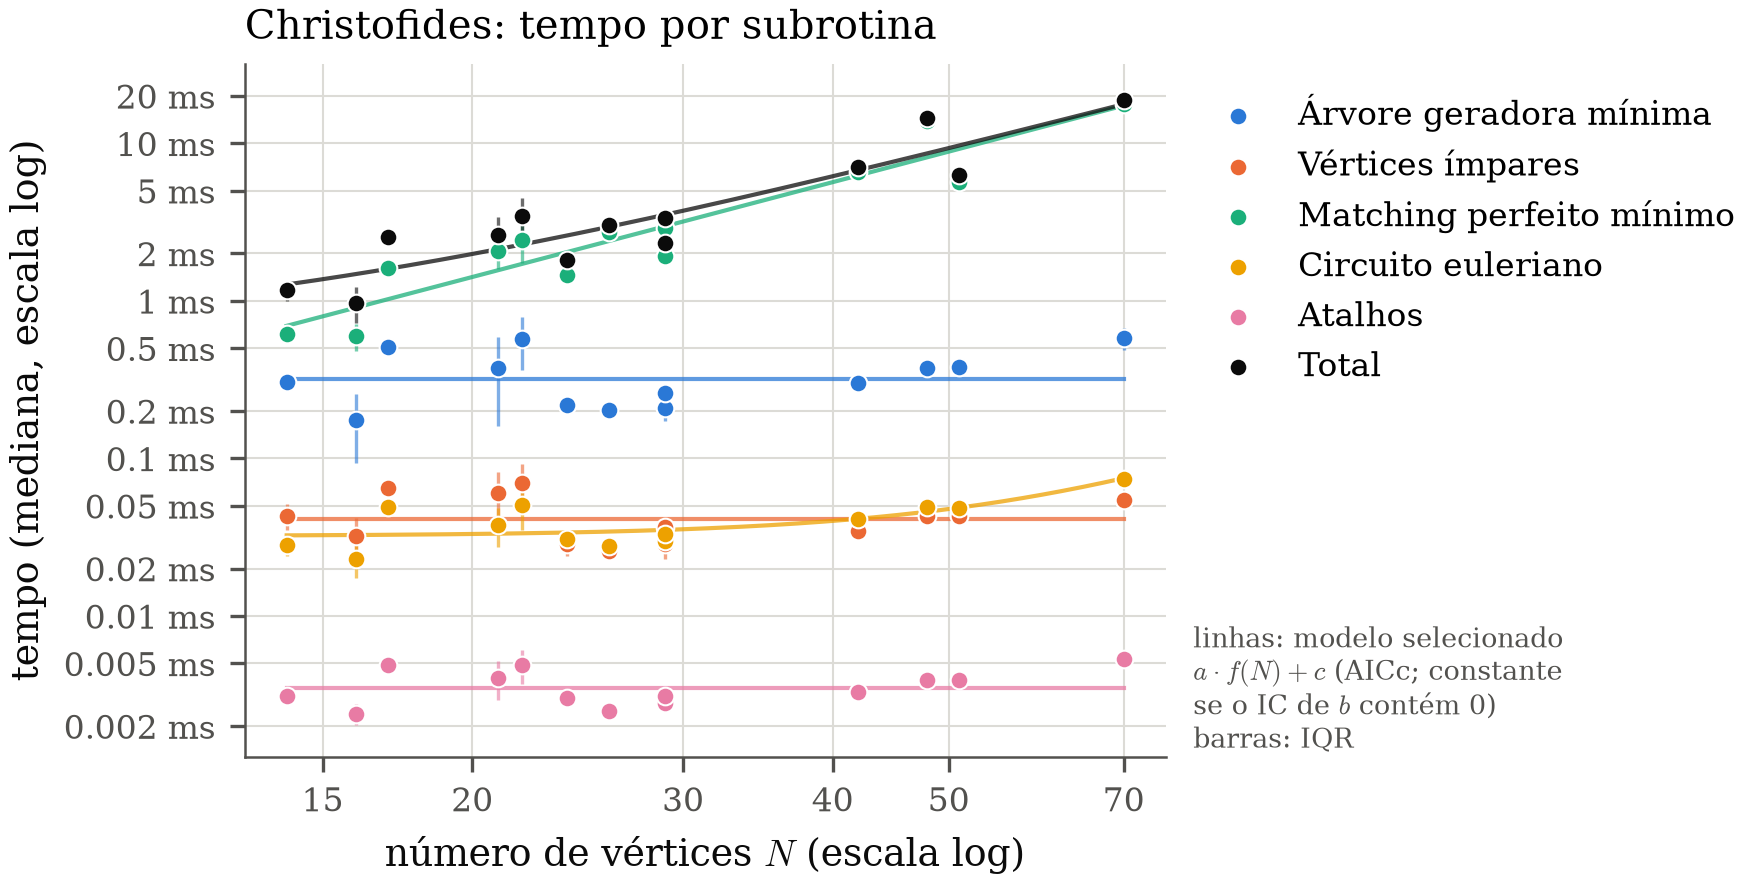 Christofides: tempo por subrotina
tempo (mediana, escala log)
20 ms
10 ms
5 ms
2 ms
1 ms
0.5 ms
0.2 ms
0.1 ms
0.05 ms
0.02 ms
0.01 ms
0.005 ms
0.002 ms
15
20
30
40
50
70
número de vértices N (escala log)
Árvore geradora mínima
Vértices ímpares
Matching perfeito mínimo
Circuito euleriano
Atalhos
Total
linhas: modelo selecionado
a · f(N) + c (AICc; constante
se o IC de b contém 0)
barras: IQR